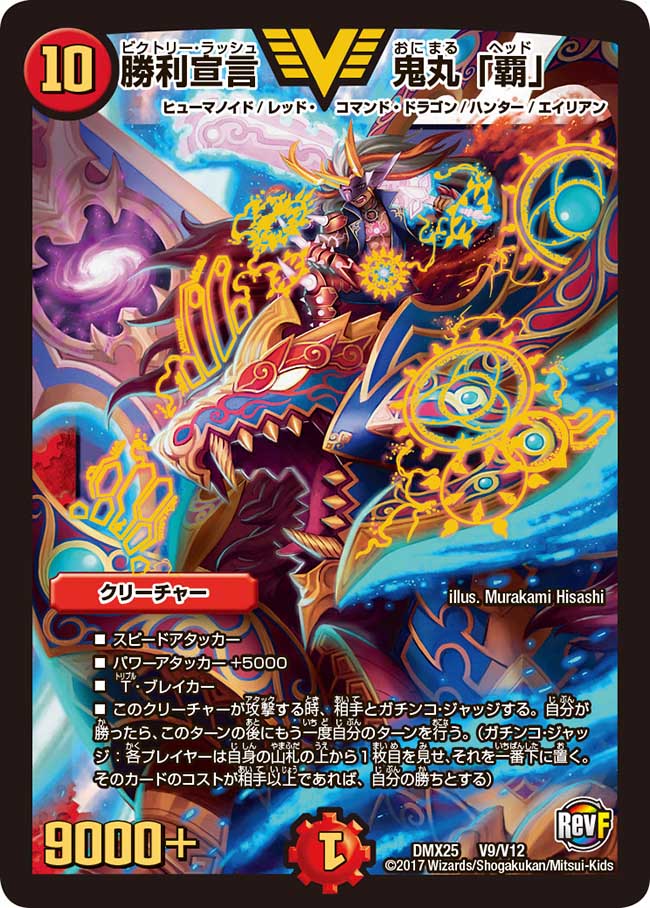 10
ビクトリー・ラッシュ おにまる ヘッド
勝利宣言 鬼丸「覇」
ヒューマノイド/レッド・コマンド・ドラゴン/ハンター/エイリアン
クリーチャー
illus. Murakami Hisashi
■ スピードアタッカー
■ パワーアタッカー+5000
■ T・ブレイカー
■ このクリーチャーが攻撃する時、相手とガチンコ・ジャッジする。自分が
勝ったら、このターンの後にもう一度自分のターンを行う。(ガチンコ・ジャッ
ジ:各プレイヤーは自身の山札の上から1枚目を見せ、それを一番下に置く。
そのカードのコストが相手以上であれば、自分の勝ちとする)
9000+
1
RevF
DMX25 V9/V12
©2017 Wizards/Shogakukan/Mitsui-Kids